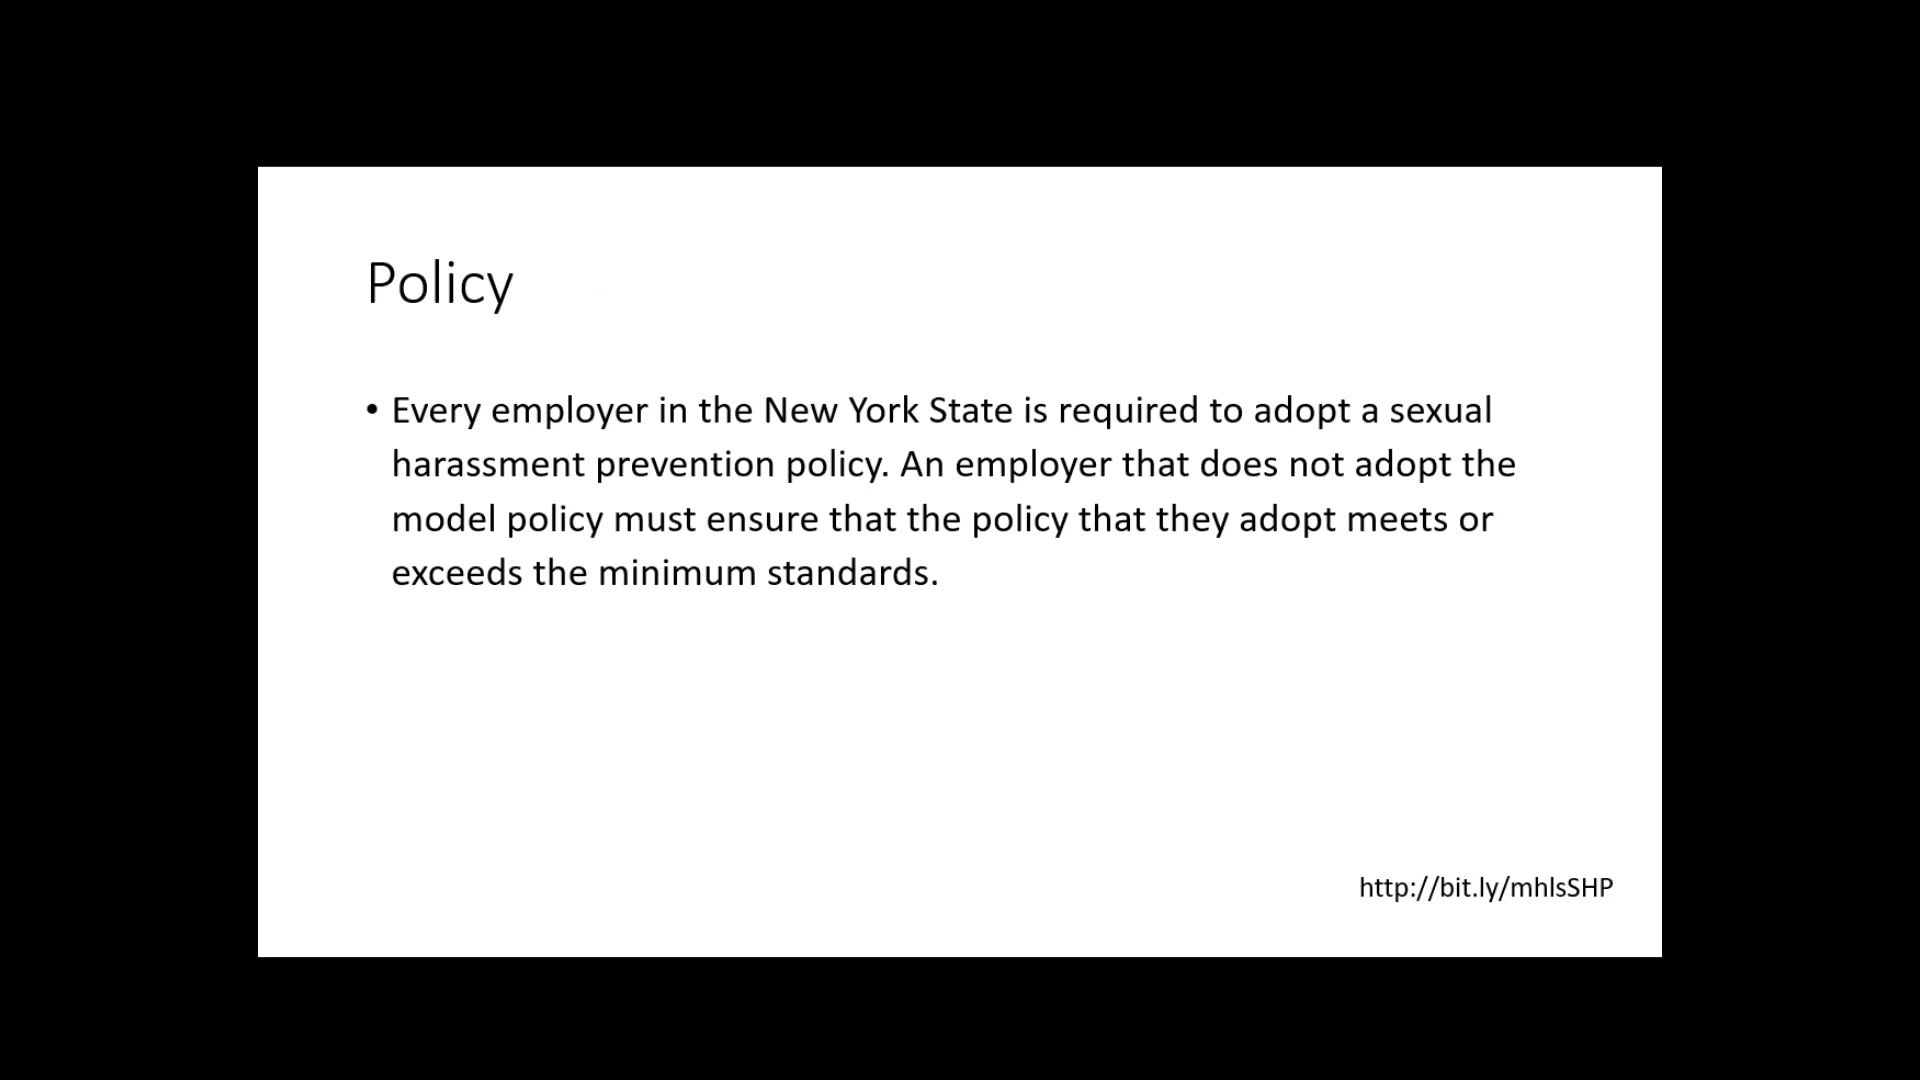 Policy
• Every employer in the New York State is required to adopt a sexual
harassment prevention policy. An employer that does not adopt the
model policy must ensure that the policy that they adopt meets or
exceeds the minimum standards.
http://bit.ly/mhlsSHP